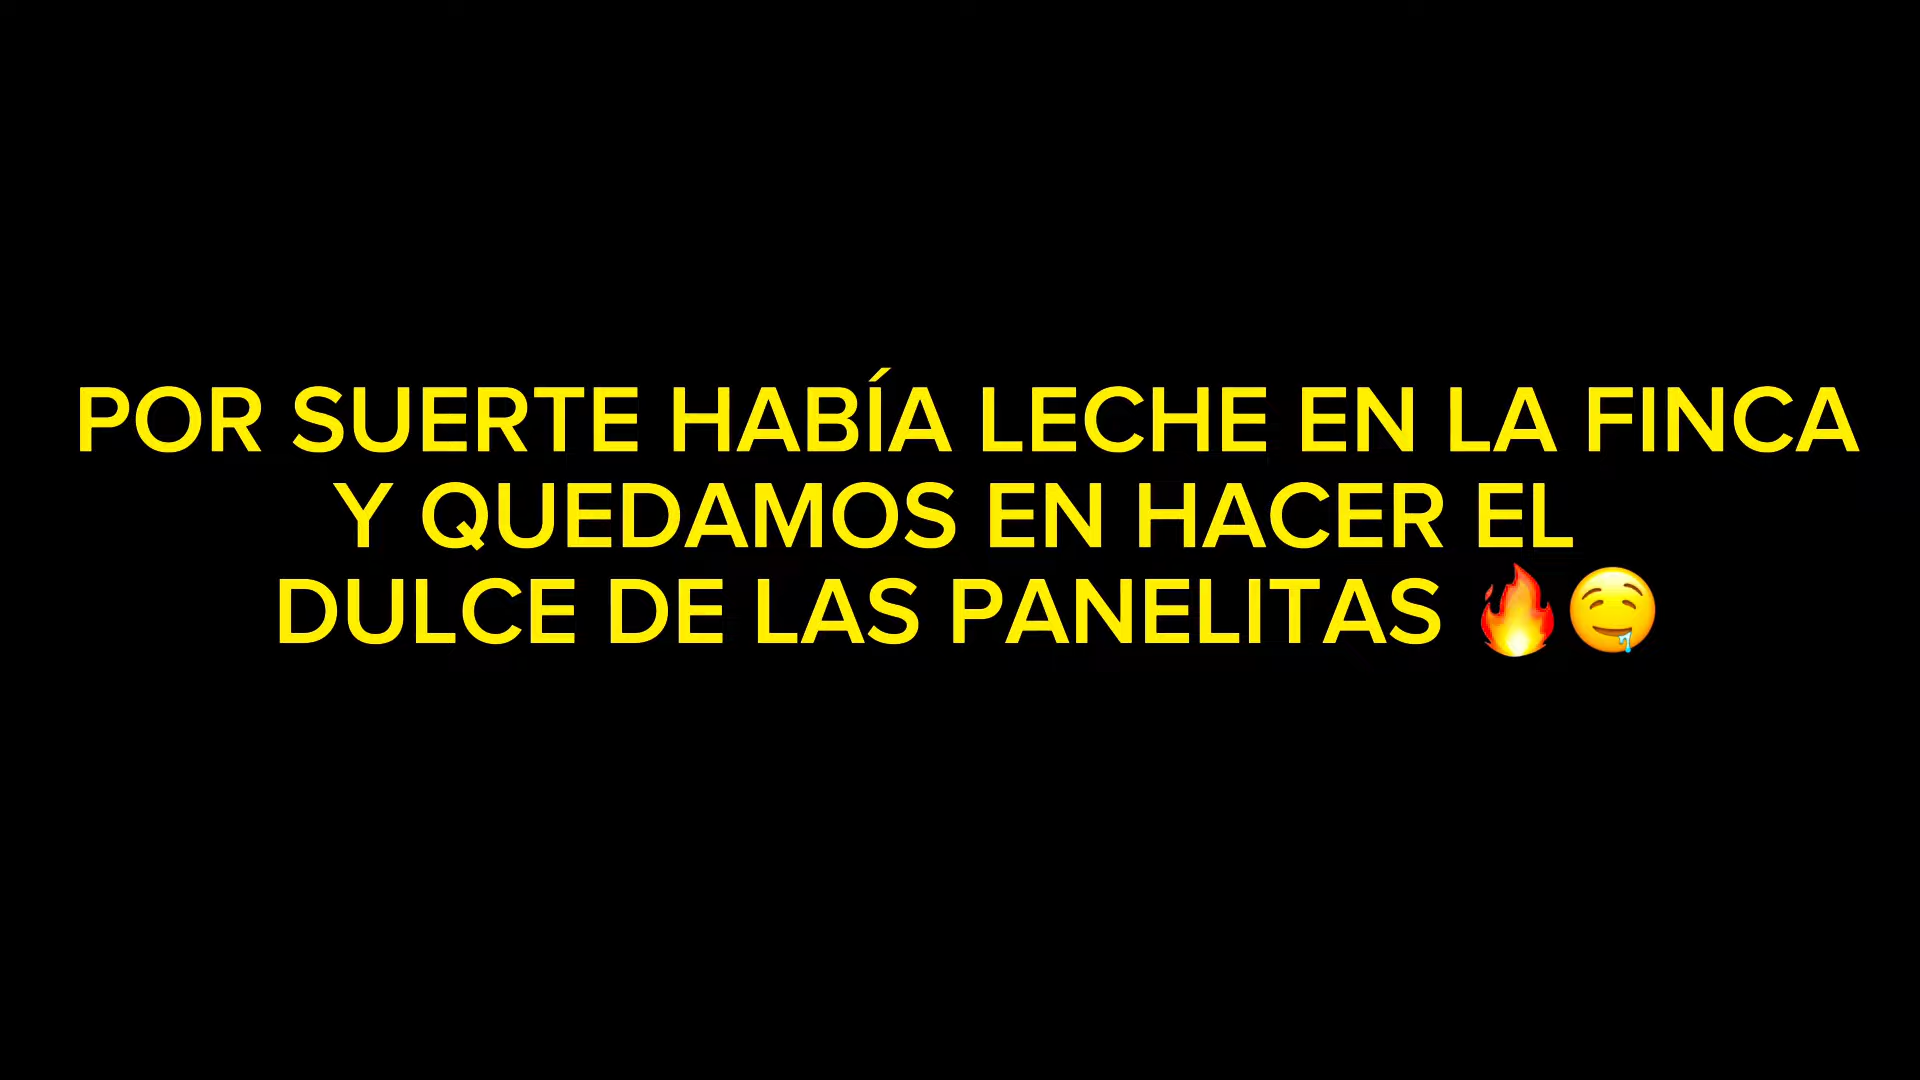 POR SUERTE HABÍA LECHE EN LA FINCA
Y QUEDAMOS EN HACER EL
DULCE DE LAS PANELITAS 🔥🤤